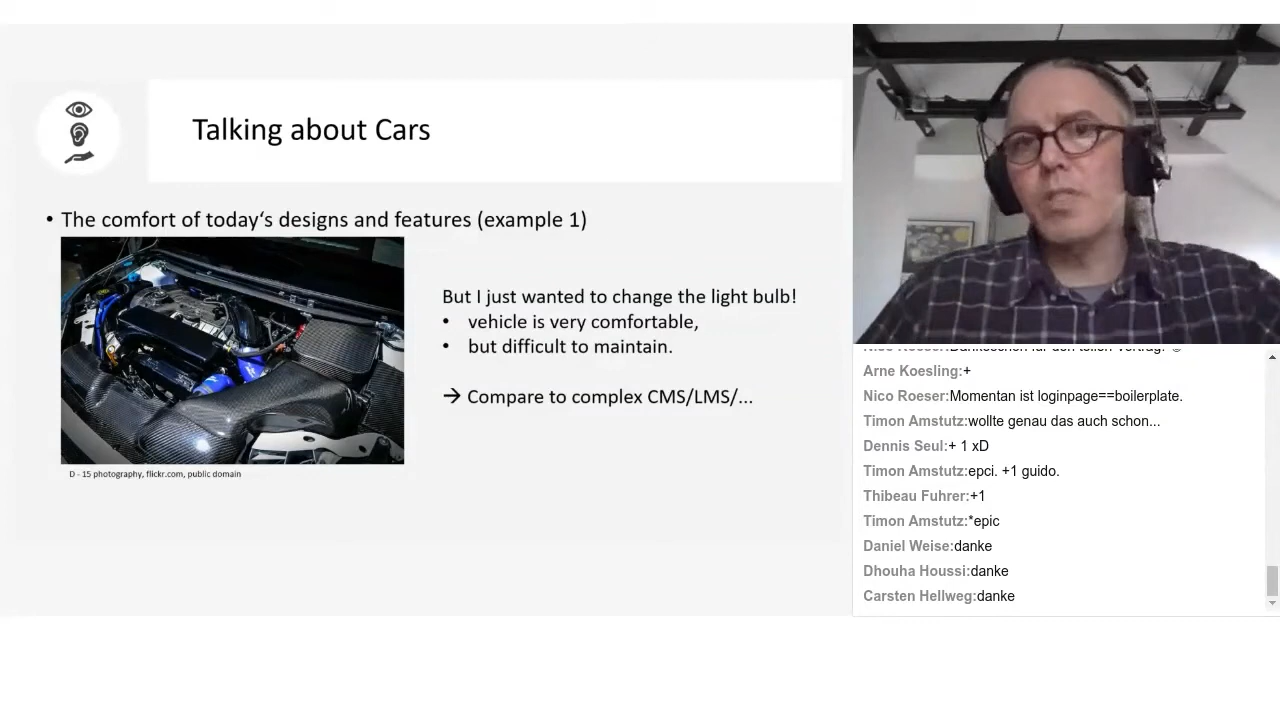 Talking about Cars
• The comfort of today‘s designs and features (example 1)
But I just wanted to change the light bulb!
• vehicle is very comfortable,
• but difficult to maintain.
→ Compare to complex CMS/LMS/...
D - 15 photography, flickr.com, public domain
Arne Koesling:+
Nico Roeser:Momentan ist loginpage==boilerplate.
Timon Amstutz:wollte genau das auch schon...
Dennis Seul:+ 1 xD
Timon Amstutz:epci. +1 guido.
Thibeau Fuhrer:+1
Timon Amstutz:*epic
Daniel Weise:danke
Dhouha Houssi:danke
Carsten Hellweg:danke